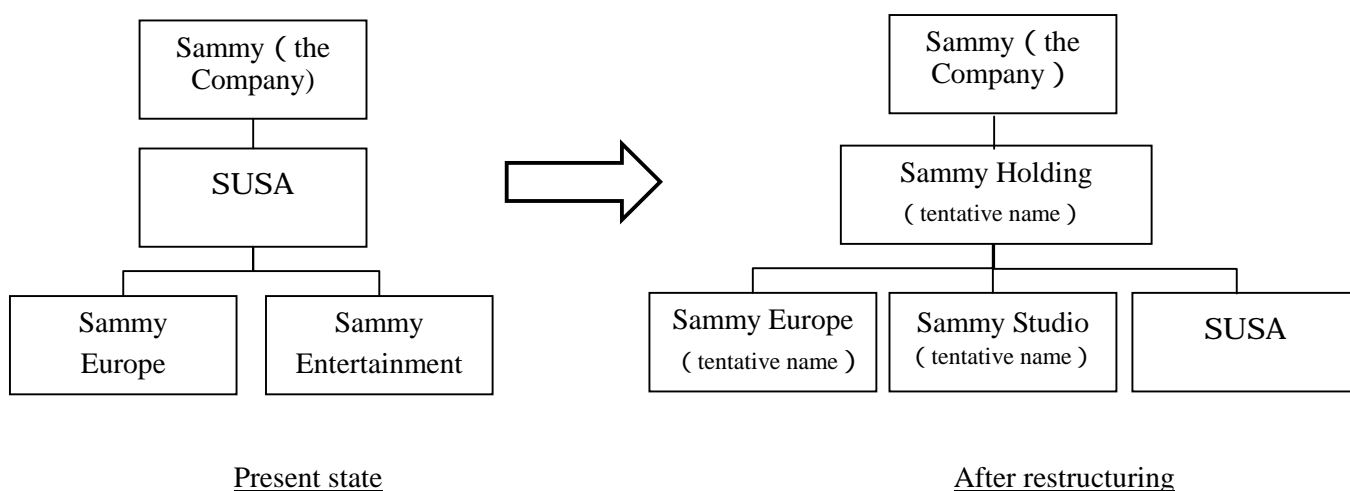 Sammy ( the
Company)
SUSA
Sammy
Europe
Sammy
Entertainment
Present state
Sammy ( the
Company )
Sammy Holding
( tentative name )
Sammy Europe
( tentative name )
Sammy Studio
( tentative name )
SUSA
After restructuring